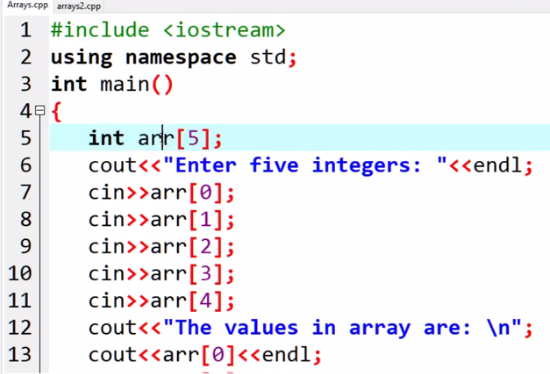 Arrays.cpp arrays2.cpp
1 #include <iostream>
2 using namespace std;
3 int main()
4 {
5 int arr[5];
6 cout<<"Enter five integers: "<<endl;
7 cin>>arr[0];
8 cin>>arr[1];
9 cin>>arr[2];
10 cin>>arr[3];
11 cin>>arr[4];
12 cout<<"The values in array are: \n";
13 cout<<arr[0]<<endl;